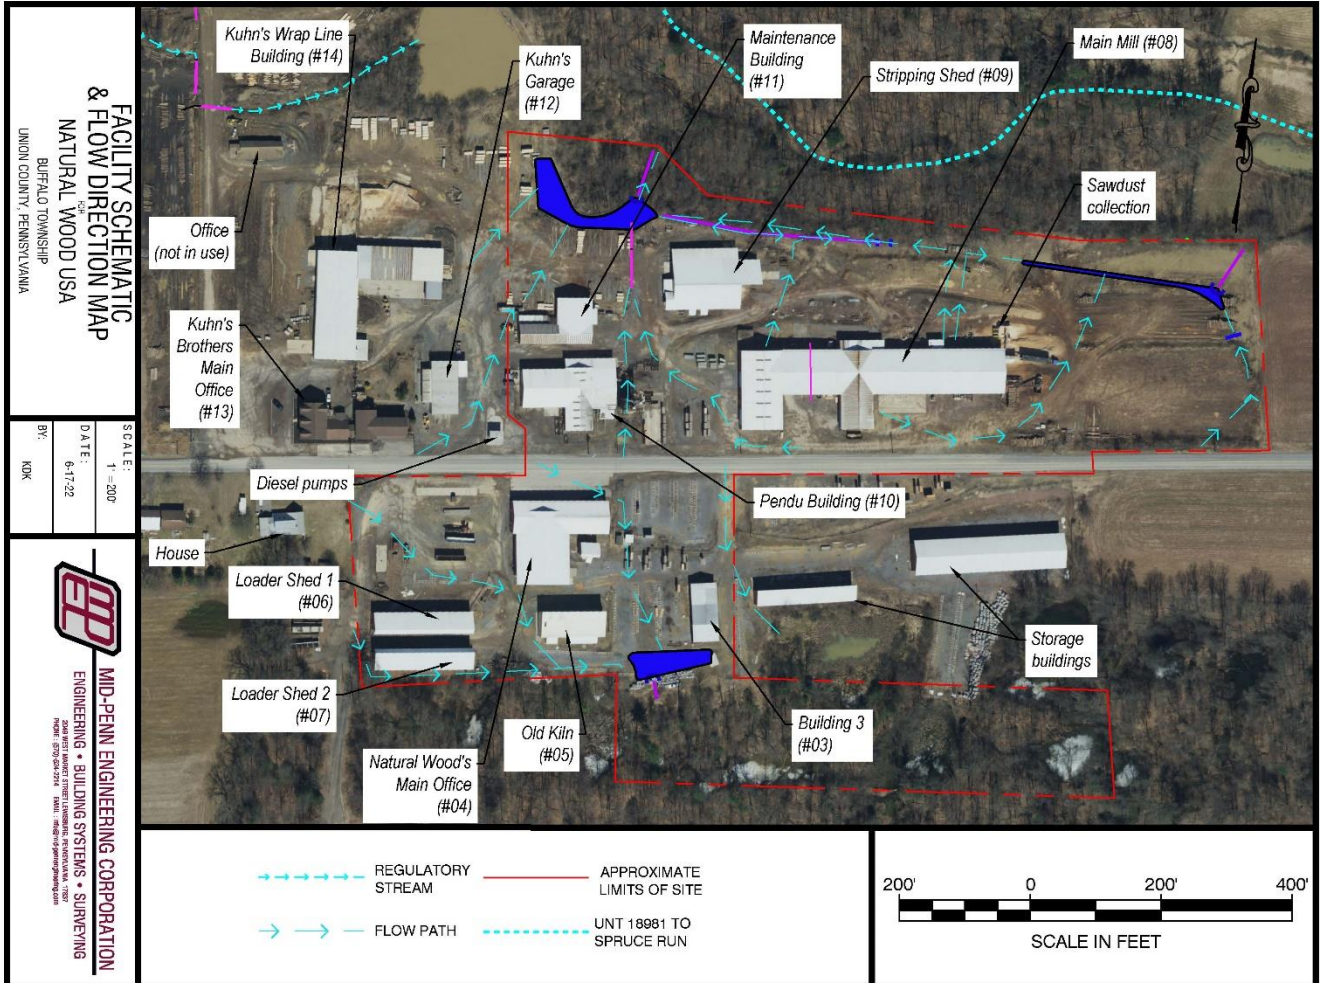 FACILITY SCHEMATIC
& FLOW DIRECTION MAP
FOR
NATURAL WOOD USA
BUFFALO TOWNSHIP
UNION COUNTY, PENNSYLVANIA
SCALE:
1" = 200'
DATE:
6-17-22
BY:
KDK
MID-PENN ENGINEERING CORPORATION
ENGINEERING • BUILDING SYSTEMS • SURVEYING
Kuhn's Wrap Line
Building (#14)
Kuhn's
Garage
(#12)
Maintenance
Building
(#11)
Stripping Shed (#09)
Main Mill (#08)
Sawdust
collection
Office
(not in use)
Kuhn's
Brothers
Main
Office
(#13)
Diesel pumps
Pendu Building (#10)
House
Loader Shed 1
(#06)
Loader Shed 2
(#07)
Natural Wood's
Main Office
(#04)
Old Kiln
(#05)
Building 3
(#03)
Storage
buildings
REGULATORY
STREAM
APPROXIMATE
LIMITS OF SITE
FLOW PATH
UNT 18981 TO
SPRUCE RUN
200' 0 200' 400'
SCALE IN FEET